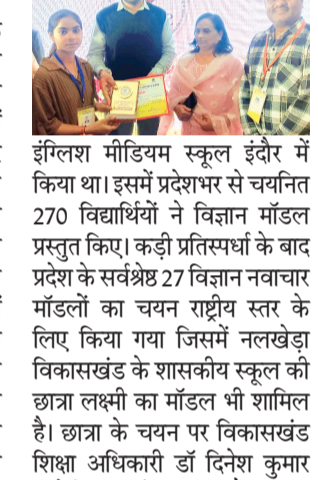 इंग्लिश मीडियम स्कूल इंदौर में
किया था। इसमें प्रदेशभर से चयनित
270 विद्यार्थियों ने विज्ञान मॉडल
प्रस्तुत किए। कड़ी प्रतिस्पर्धा के बाद
प्रदेश के सर्वश्रेष्ठ 27 विज्ञान नवाचार
मॉडलों का चयन राष्ट्रीय स्तर के
लिए किया गया जिसमें नलखेड़ा
विकासखंड के शासकीय स्कूल की
छात्रा लक्ष्मी का मॉडल भी शामिल
है। छात्रा के चयन पर विकासखंड
शिक्षा अधिकारी डॉ दिनेश कुमार